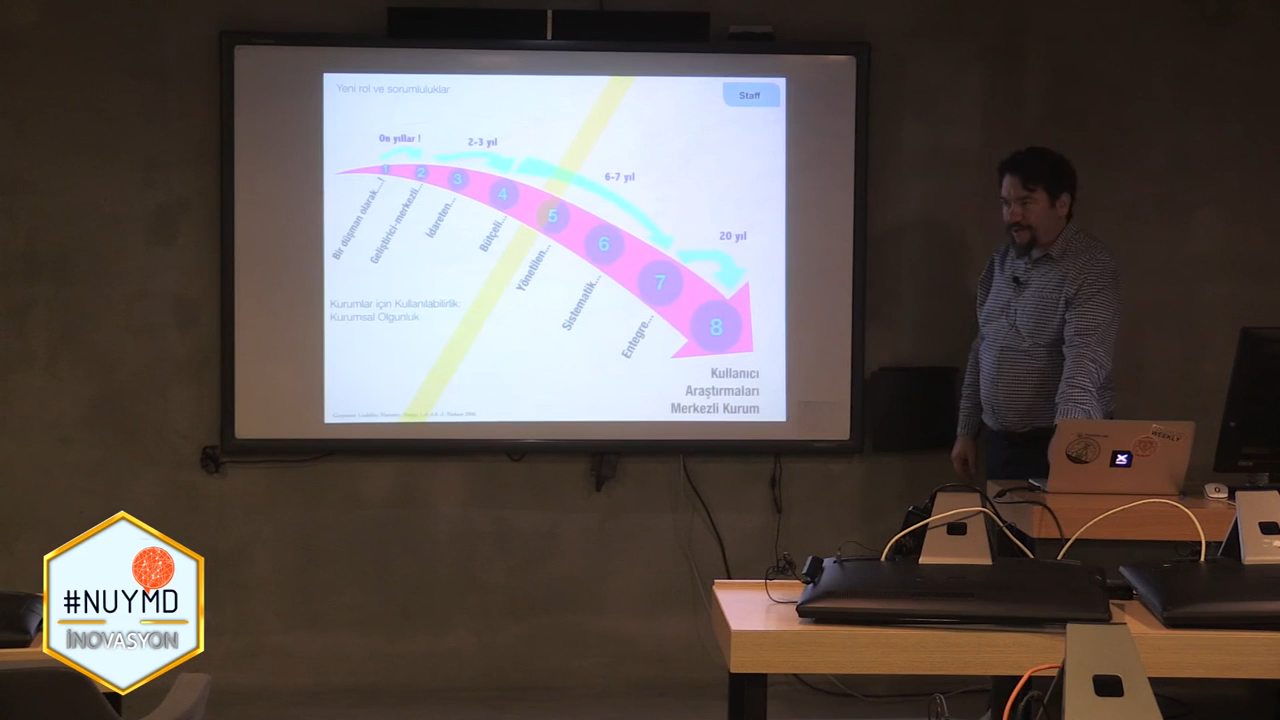 Yeni rol ve sorumluluklar
Staff
On yıllar !
2-3 yıl
6-7 yıl
20 yıl
1
2
3
4
5
6
7
8
Bir düşman olarak...!
Geliştirici-merkezli...
İdareten...
Bütçeli...
Yönetilen...
Sistematik...
Entegre...
Kullanıcı
Araştırmaları
Merkezli Kurum
Kurumlar için Kullanılabilirlik:
Kurumsal Olgunluk
WEEKLY
#NUYMD
İNOVASYON